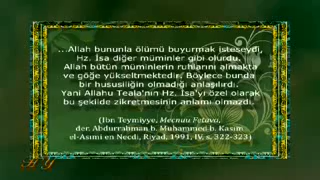 ...Allah bununla ölümü buyurmak isteseydi,
Hz. İsa diğer müminler gibi olurdu.
Allah bütün müminlerin ruhlarını almakta
ve göğe yükseltmektedir. Böylece bunda
bir hususiliğin olmadığı anlaşılırdı.
Yani Allahu Teala'nın Hz. İsa'yı özel olarak
bu şekilde zikretmesinin anlamı olmazdı.
(Ibn Teymiyye, Mecmuu Fetava,
der. Abdurrahman b. Muhammed b. Kasım
el-Asmi en Necdi, Riyad, 1991, IV, s. 322-323)
H Y